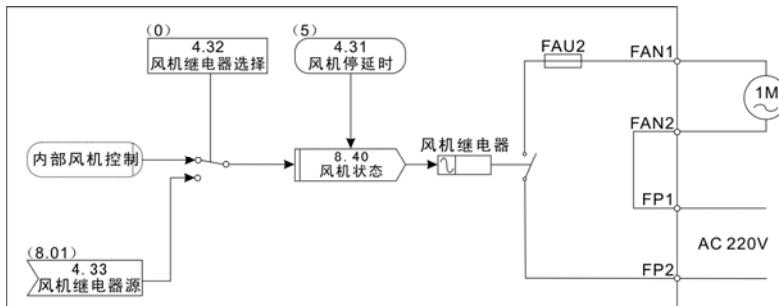 (0)
4.32
风机继电器选择
(5)
4.31
风机停延时
FAU2
FAN1
1M
FAN2
内部风机控制
8.40
风机状态
风机继电器
FP1
AC 220V
(8.01)
4.33
风机继电器源
FP2